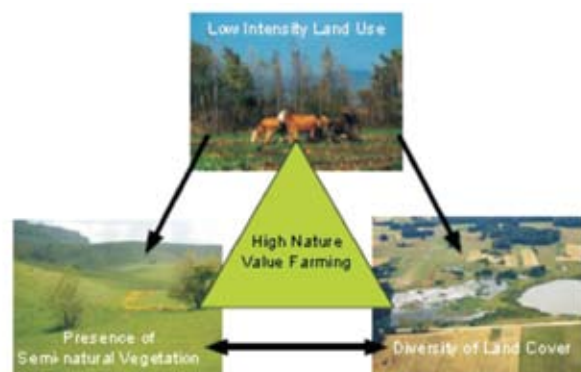 Low Intensity Land Use
High Nature
Value Farming
Presence of
Semi-natural Vegetation
Diversity of Land Cover